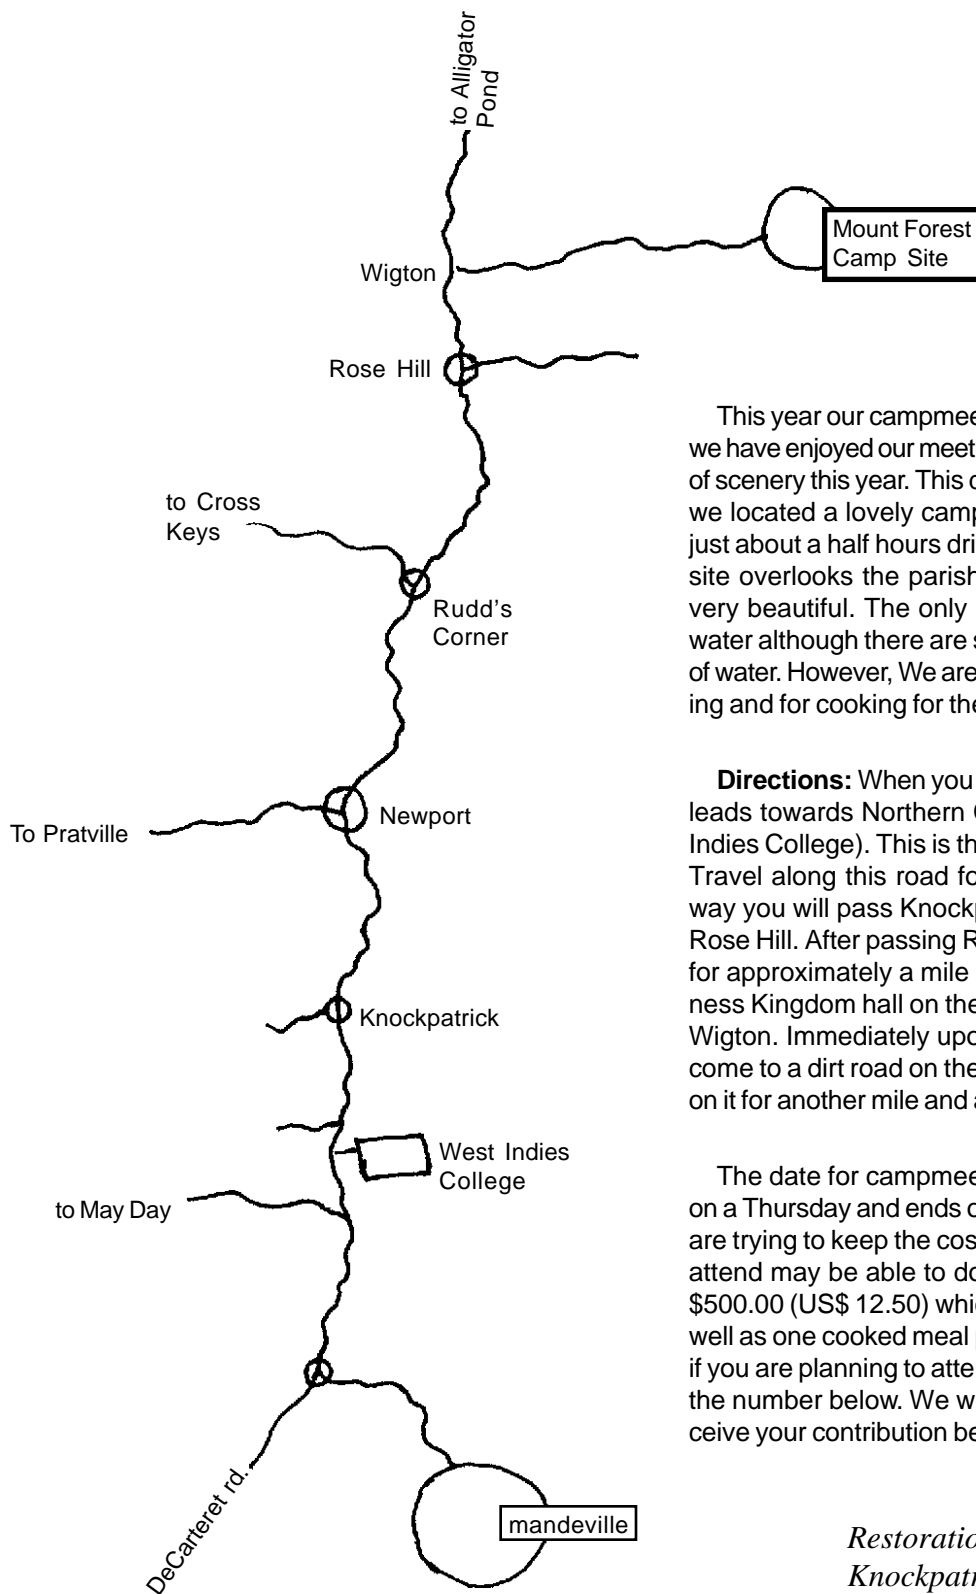 to Alligator
Pond
Mount Forest
Camp Site
Wigton
Rose Hill
to Cross
Keys
Rudd's
Corner
Newport
To Pratville
Knockpatrick
West Indies
College
to May Day
DeCarteret rd.
mandeville
This year our campmee
we have enjoyed our meet
of scenery this year. This
we located a lovely camp
just about a half hours dri
site overlooks the parish
very beautiful. The only
water although there are s
of water. However, We are
ing and for cooking for the
Directions: When you
leads towards Northern C
Indies College). This is th
Travel along this road fo
way you will pass Knockp
Rose Hill. After passing R
for approximately a mile
ness Kingdom hall on the
Wigton. Immediately upo
come to a dirt road on the
on it for another mile and a
The date for campmee
on a Thursday and ends o
are trying to keep the cos
attend may be able to do
$500.00 (US$ 12.50) whic
well as one cooked meal p
if you are planning to atte
the number below. We w
ceive your contribution be
Restoratio
Knockpatr